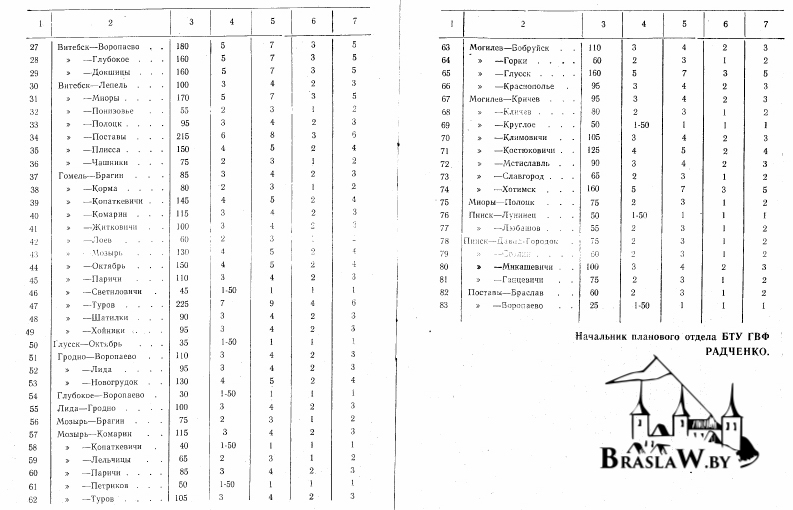 1 2 3 4 5 6 7
27 Витебск—Воропаево . . 180 5 7 3 5
28 » —Глубокое . . 160 5 7 3 5
29 » —Докшицы . . 160 5 7 3 5
30 Витебск—Лепель . . 100 3 4 2 3
31 » —Миоры . . . 170 5 7 3 5
32 » —Понизовье . . 55 2 3 1 2
33 » —Полоцк . . . 95 3 4 2 3
34 » —Поставы . . . 215 6 8 3 6
35 » —Плисса . . . 150 4 5 2 4
36 » —Чашники . . . 75 2 3 1 2
37 Гомель—Брагин . . . 85 3 4 2 3
38 » —Корма . . . . 80 2 3 1 2
39 » —Копаткевичи . 145 4 5 2 4
40 » —Комарин . . . 115 3 4 2 3
41 » —Житковичи . 100 3 4 2 3
42 » —Лоев . . . 60 2 3
43 » —Мозырь . . . 130 4 5 2 4
44 » —Октябрь . . . 150 4 5 2 4
45 » —Паричи . . . 110 3 4 2 3
46 » —Светиловичи . 45 1-50 1 1 1
47 » —Туров . . . . 225 7 9 4 6
48 » —Шатилки . . . 90 3 4 2 3
49 » —Хойники . . . 95 3 4 2 3
50 Глусск—Октябрь . . . 35 1-50 1 1 1
51 Гродно—Воропаево . . 110 3 4 2 3
52 » —Лида . . . . 95 3 4 2 3
53 » —Новогрудок . . 130 4 5 2 4
54 Глубокое—Воропаево . 30 1-50 1 1 1
55 Лида—Гродно . . . . 100 3 4 2 3
56 Мозырь—Брагин . . . 75 2 3 1 2
57 Мозырь—Комарин . . 115 3 4 2 3
58 » —Копаткевичи . 40 1-50 1 1 1
59 » —Лельчицы . . 65 2 3 1 2
60 » —Паричи . . . 85 3 4 2 3
61 » —Петриков . . . 50 1-50 1 1 1
62 » —Туров . . . . 105 3 4 2 3
1 2 3 4 5 6 7
63 Могилев—Бобруйск . . 110 3 4 2 3
64 » —Горки . . . . 60 2 3 1 2
65 » —Глусск . . . 160 5 7 3 5
66 » —Краснополье . 95 3 4 2 3
67 Могилев—Кричев . . . 95 3 4 2 3
68 » —Кличев . . . 80 2 3 1 2
69 » —Круглое . . . 50 1-50 1 1 1
70 » —Климовичи . . 105 3 4 2 3
71 » —Костюковичи . . 125 4 5 2 4
72 » —Мстиславль . . 90 3 4 2 3
73 » —Славгород . . . 65 2 3 1 2
74 » —Хотимск . . . 160 5 7 3 5
75 Миоры—Полоцк . . . 75 2 3 1 2
76 Пинск—Лунинец . . . 50 1-50 1 1 1
77 » —Любашов . . . 55 2 3 1 2
78 Пинск—Давид-Городок . 75 2 3 1 2
79 » 60 2 3 1 2
80 » —Микашевичи . . 100 3 4 2 3
81 » —Ганцевичи . . 75 2 3 1 2
82 Поставы—Браслав . . 60 2 3 1 2
83 » —Воропаево . . 25 1-50 1 1 1
Начальник планового отдела БТУ ГВФ
РАДЧЕНКО.
BRASLAW.BY